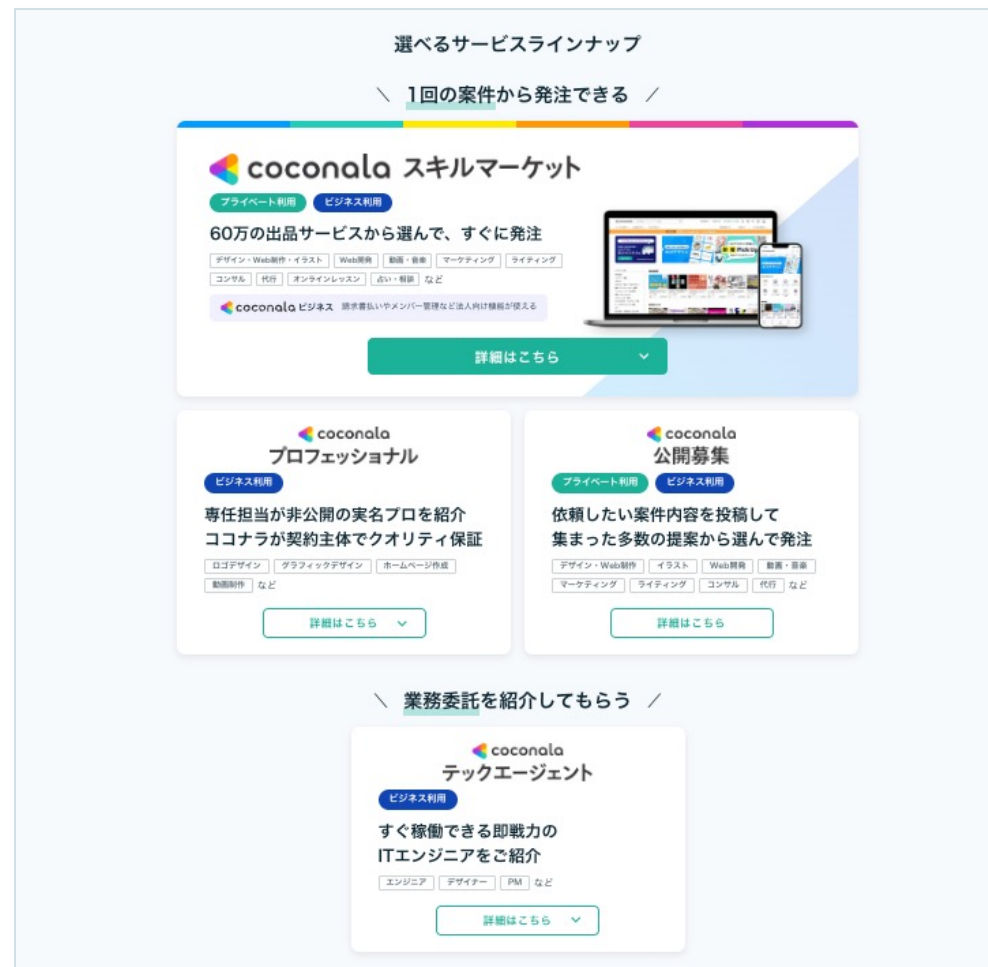 選べるサービスラインナップ
1回の案件から発注できる
coconala スキルマーケット
プライベート利用 ビジネス利用
60万の出品サービスから選んで、すぐに発注
デザイン・Web制作・イラスト Web開発 動画・音楽 マーケティング ライティング
コンサル 代行 オンラインレッスン 占い・相談 など
coconala ビジネス 請求書払いやメンバー管理など法人向け機能が使える
詳細はこちら
coconala
プロフェッショナル
ビジネス利用
専任担当が非公開の実名プロを紹介
ココナラが契約主体でクオリティ保証
ロゴデザイン グラフィックデザイン ホームページ作成
動画制作 など
詳細はこちら
coconala
公開募集
プライベート利用 ビジネス利用
依頼したい案件内容を投稿して
集まった多数の提案から選んで発注
デザイン・Web制作 イラスト Web開発 動画・音楽
マーケティング ライティング コンサル 代行 など
詳細はこちら
業務委託を紹介してもらう
coconala
テックエージェント
ビジネス利用
すぐ稼働できる即戦力の
ITエンジニアをご紹介
エンジニア デザイナー PM など
詳細はこちら